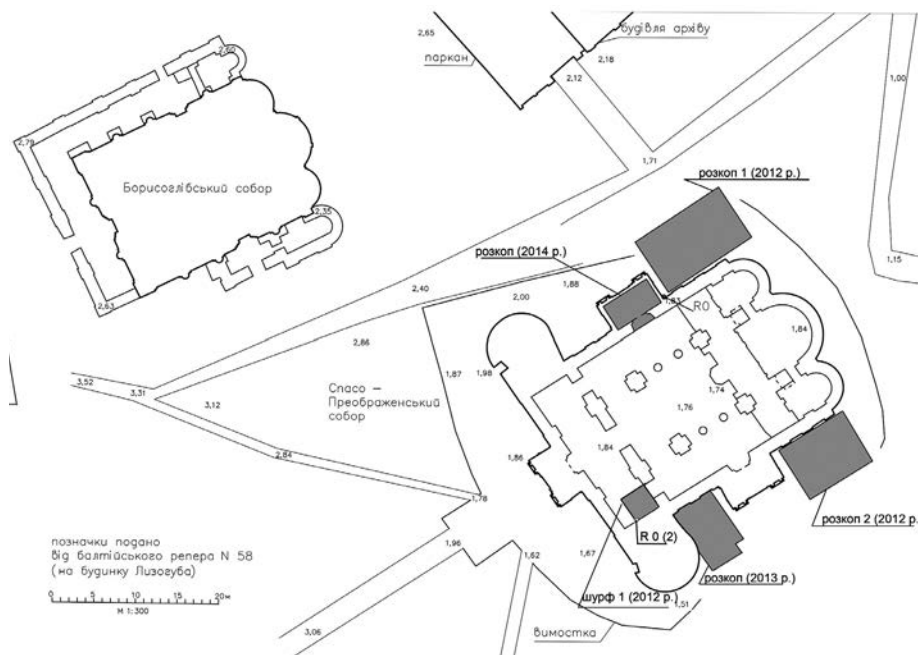 2,65
будівля архіву
паркан
2,18
2,12
1,00
2,60
2,79
1,71
розкоп 1 (2012 р.)
Борисоглібський собор
2,35
розкоп (2014 р.)
1,15
2,63
2,40
2,00
1,88
1,83
R0
1,84
2,86
1,87
1,98
3,52
3,31
3,12
Спасо –
Преображенський
собор
1,74
1,76
1,84
1,86
2,84
1,78
розкоп 2 (2012 р.
R 0 (2)
позначки подано
від балтійського репера N 58
(на будинку Лизогуба)
1,96
1,62
1,67
розкоп (2013 р.)
0 5 10 15 20м
М 1:300
шурф 1 (2012 р.)
1,51
3,06
вимостка